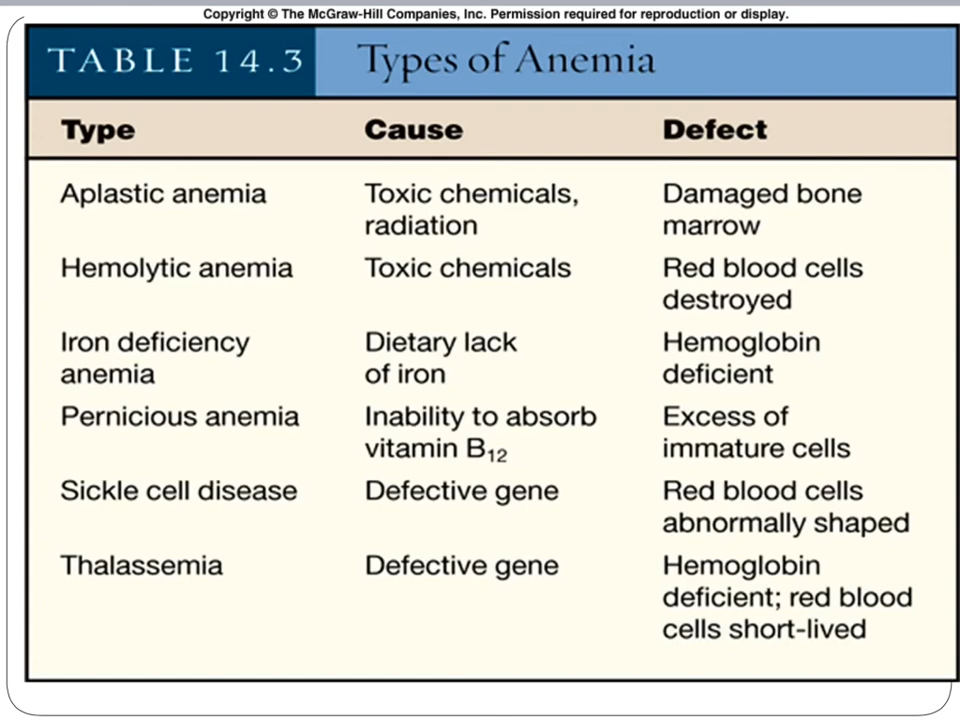 Copyright © The McGraw-Hill Companies, Inc. Permission required for reproduction or display.
TABLE 14.3 Types of Anemia
Type Cause Defect
Aplastic anemia Toxic chemicals, Damaged bone
radiation marrow
Hemolytic anemia Toxic chemicals Red blood cells
destroyed
Iron deficiency Dietary lack Hemoglobin
anemia of iron deficient
Pernicious anemia Inability to absorb Excess of
vitamin B₁₂ immature cells
Sickle cell disease Defective gene Red blood cells
abnormally shaped
Thalassemia Defective gene Hemoglobin
deficient; red blood
cells short-lived